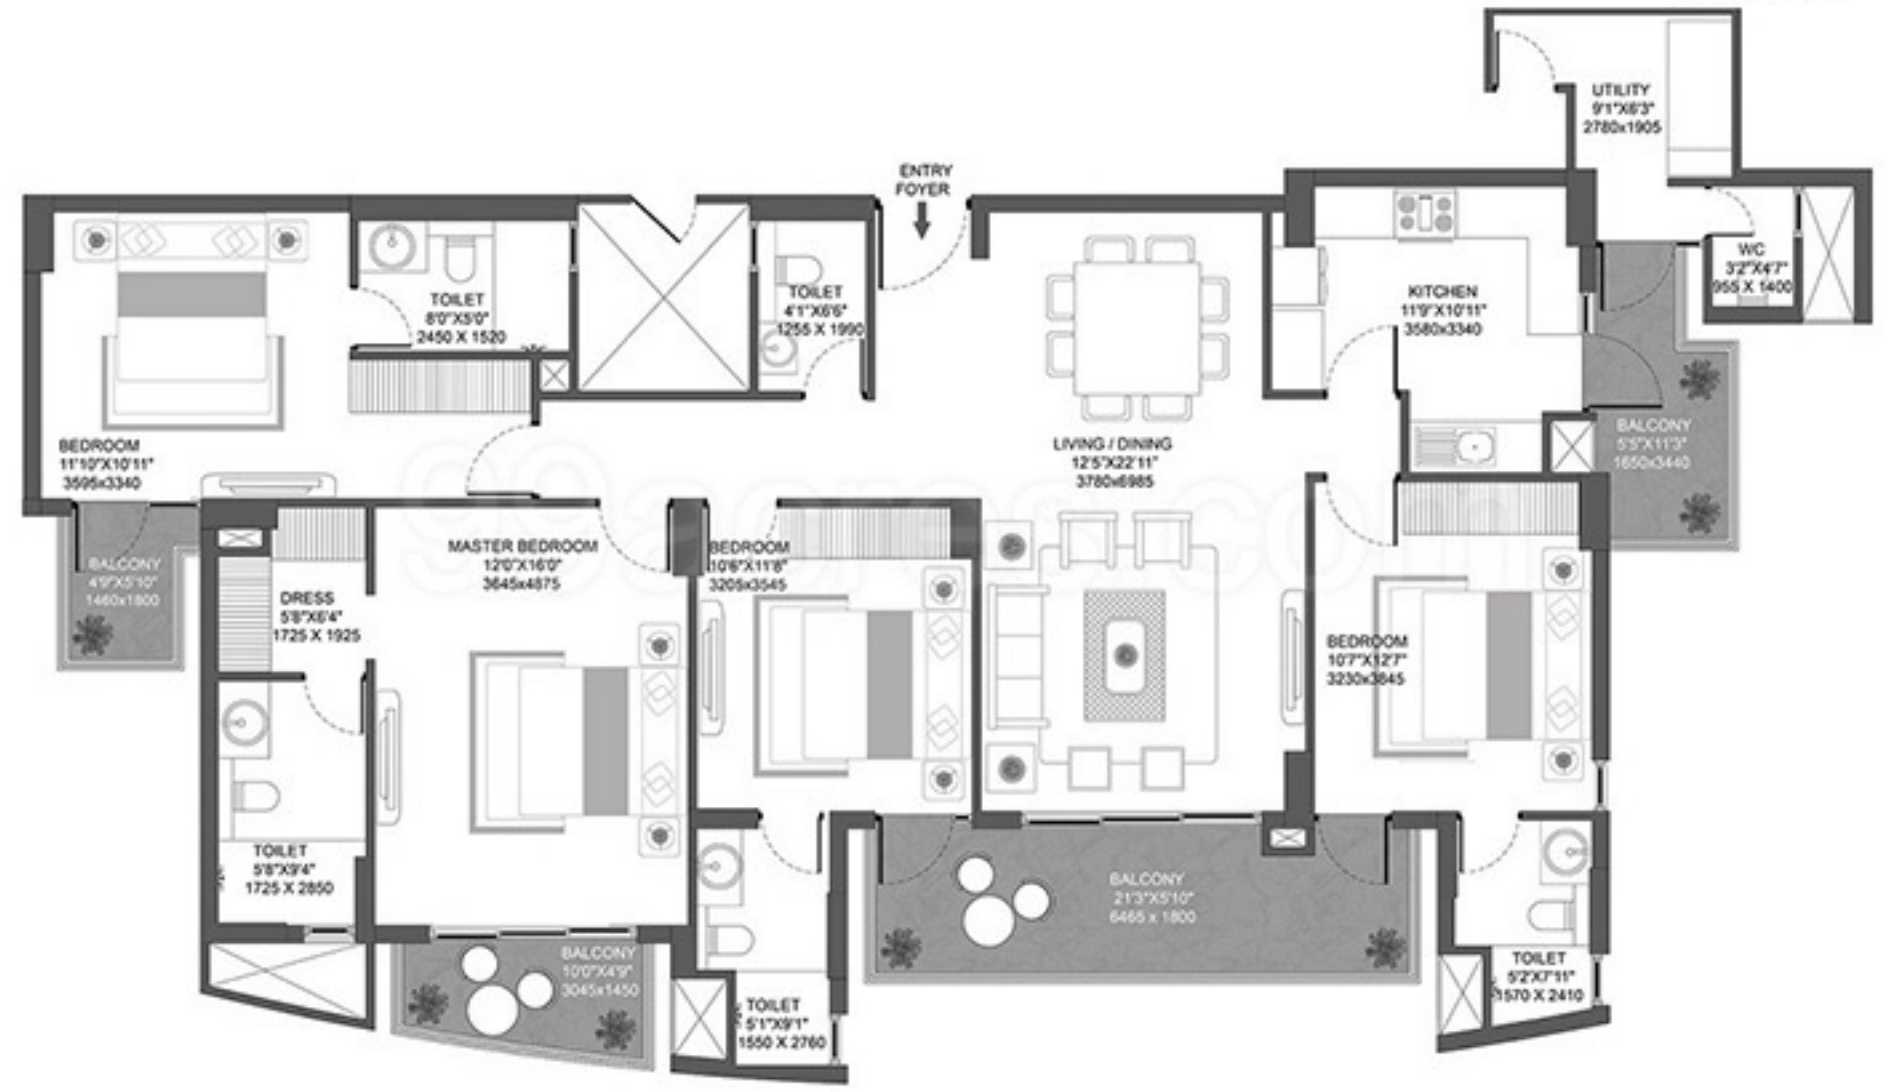 UTILITY
9'1"X6'3"
2780x1905
ENTRY
FOYER
WC
3'2"X4'7"
955 X 1400
TOILET
8'0"X5'0"
2450 X 1520
TOILET
4'1"X6'6"
1255 X 1990
KITCHEN
11'9"X10'11"
3580x3340
BEDROOM
11'10"X10'11"
3595x3340
LIVING / DINING
12'5"X22'11"
3780x6985
BALCONY
5'5"X11'3"
1650x3440
99acres.com
BALCONY
4'9"X5'10"
1460x1800
MASTER BEDROOM
12'0"X16'0"
3645x4875
BEDROOM
10'6"X11'8"
3205x3545
DRESS
5'8"X6'4"
1725 X 1925
BEDROOM
10'7"X12'7"
3230x3845
TOILET
5'8"X9'4"
1725 X 2850
BALCONY
21'3"X5'10"
6465 x 1800
BALCONY
10'0"X4'9"
3045x1450
TOILET
5'1"X9'1"
1550 X 2760
TOILET
5'2"X7'11"
1570 X 2410